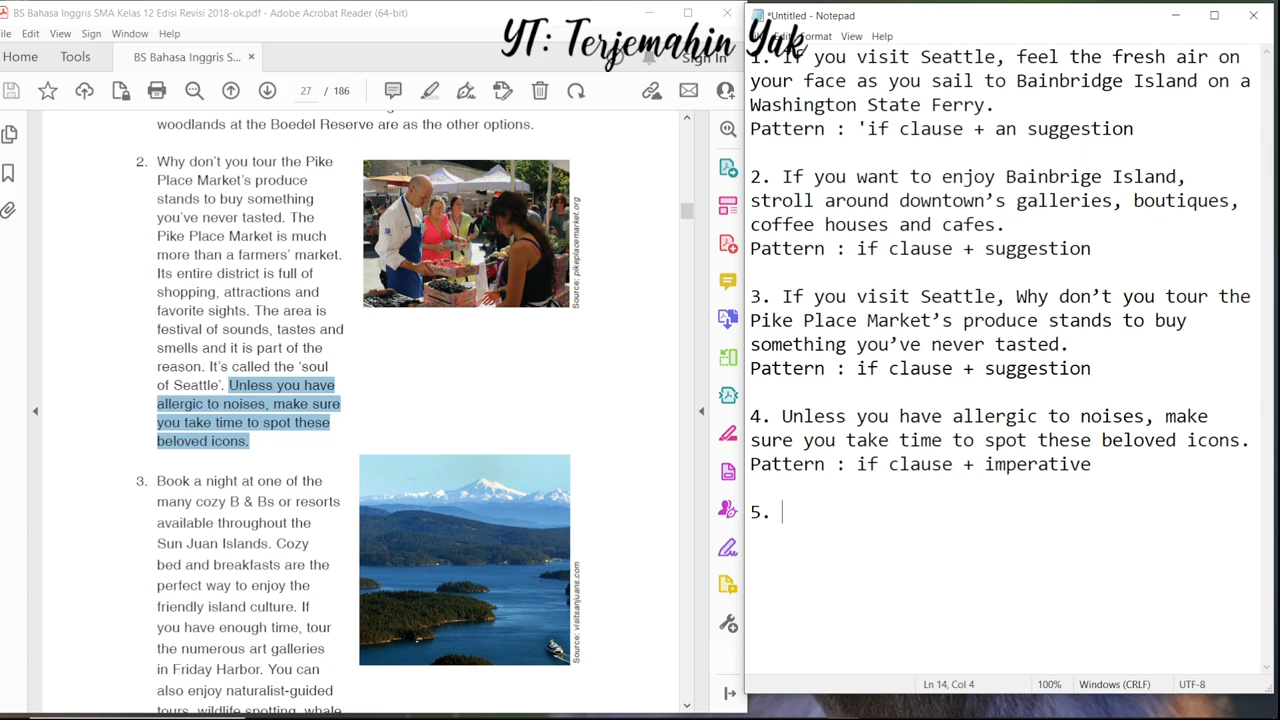 BS Bahasa Inggris SMA Kelas 12 Edisi Revisi 2018-ok.pdf - Adobe Acrobat Reader (64-bit)
Edit View Sign Window Help
Home Tools BS Bahasa Inggris S... × Sign In
27 / 186
woodlands at the Boedel Reserve are as the other options.
2. Why don't you tour the Pike
Place Market's produce
stands to buy something
you've never tasted. The
Pike Place Market is much
more than a farmers' market.
Its entire district is full of
shopping, attractions and
favorite sights. The area is
festival of sounds, tastes and
smells and it is part of the
reason. It's called the 'soul
of Seattle'. Unless you have
allergic to noises, make sure
you take time to spot these
beloved icons.
Source: pikeplacemarket.org
3. Book a night at one of the
many cozy B & Bs or resorts
available throughout the
Sun Juan Islands. Cozy
bed and breakfasts are the
perfect way to enjoy the
friendly island culture. If
you have enough time, tour
the numerous art galleries
in Friday Harbor. You can
also enjoy naturalist-guided
tours, wildlife spotting, whale
Source: visitsanjuans.com
YT: Terjemahin Yak
*Untitled - Notepad
Edit Format View Help
1. If you visit Seattle, feel the fresh air on
your face as you sail to Bainbridge Island on a
Washington State Ferry.
Pattern : 'if clause + an suggestion
2. If you want to enjoy Bainbrige Island,
stroll around downtown's galleries, boutiques,
coffee houses and cafes.
Pattern : if clause + suggestion
3. If you visit Seattle, Why don't you tour the
Pike Place Market's produce stands to buy
something you've never tasted.
Pattern : if clause + suggestion
4. Unless you have allergic to noises, make
sure you take time to spot these beloved icons.
Pattern : if clause + imperative
5.
Ln 14, Col 4 100% Windows (CRLF) UTF-8